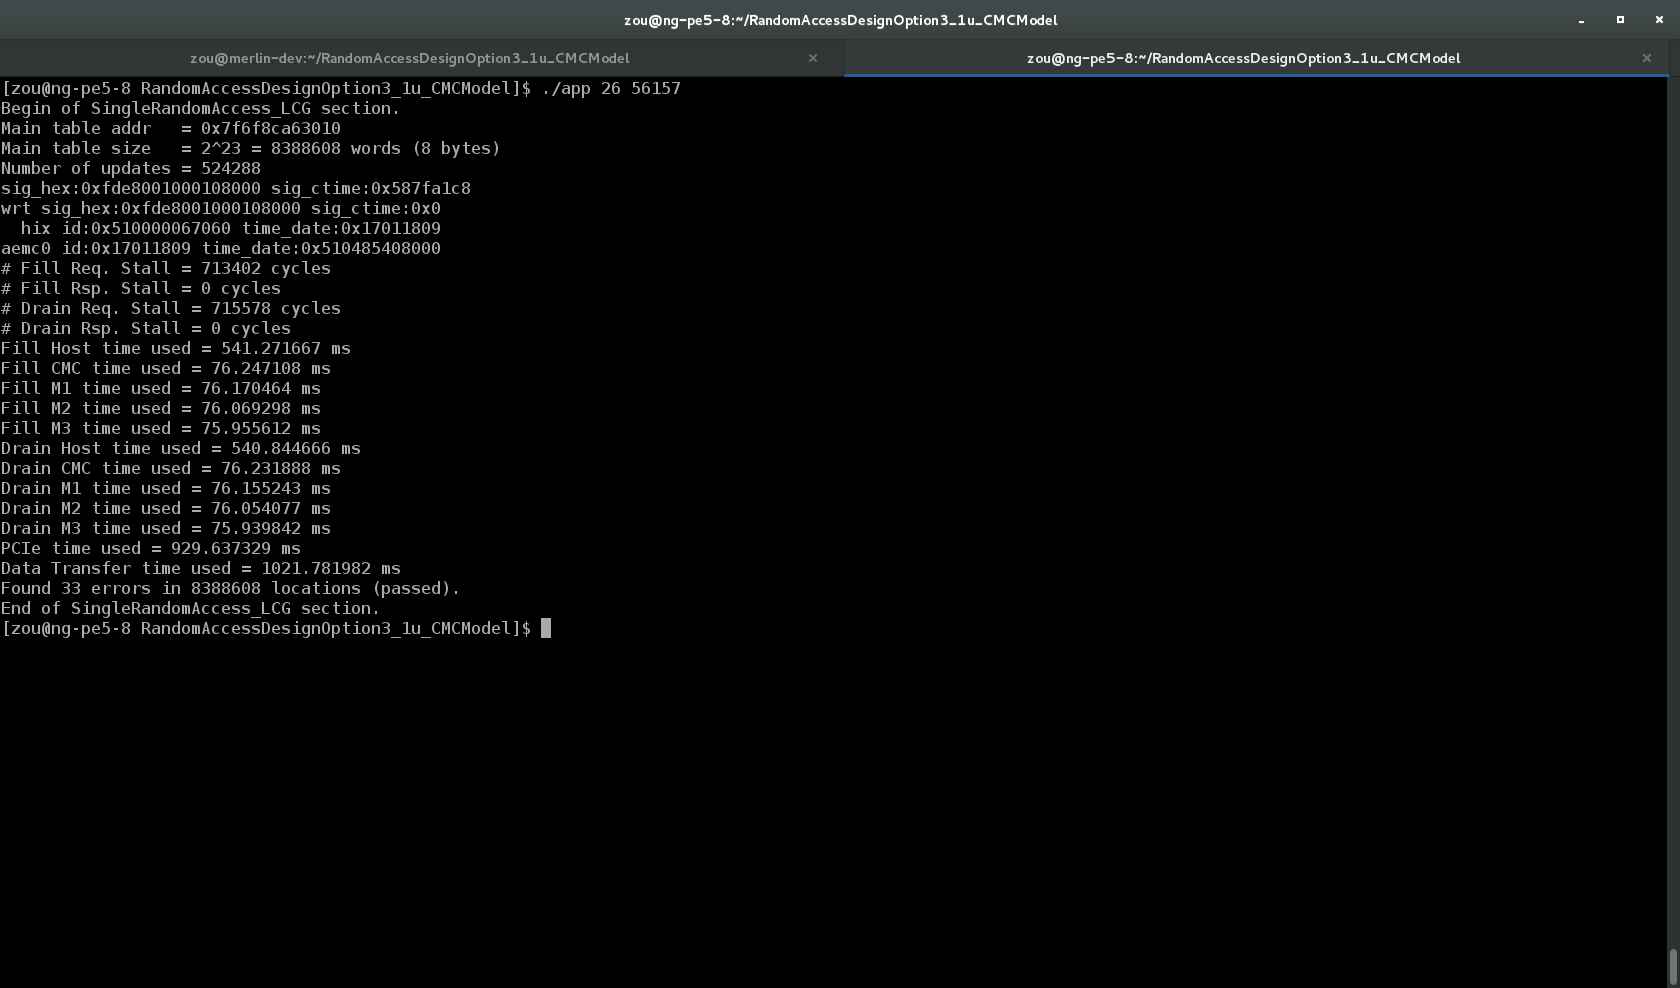 zou@ng-pe5-8:~/RandomAccessDesignOption3_1u_CMCModel
zou@merlin-dev:~/RandomAccessDesignOption3_1u_CMCModel
zou@ng-pe5-8:~/RandomAccessDesignOption3_1u_CMCModel
[zou@ng-pe5-8 RandomAccessDesignOption3_1u_CMCModel]$ ./app 26 56157
Begin of SingleRandomAccess_LCG section.
Main table addr   = 0x7f6f8ca63010
Main table size   = 2^23 = 8388608 words (8 bytes)
Number of updates = 524288
sig_hex:0xfde8001000108000 sig_ctime:0x587fa1c8
wrt sig_hex:0xfde8001000108000 sig_ctime:0x0
  hix id:0x510000067060 time_date:0x17011809
aemc0 id:0x17011809 time_date:0x510485408000
# Fill Req. Stall = 713402 cycles
# Fill Rsp. Stall = 0 cycles
# Drain Req. Stall = 715578 cycles
# Drain Rsp. Stall = 0 cycles
Fill Host time used = 541.271667 ms
Fill CMC time used = 76.247108 ms
Fill M1 time used = 76.170464 ms
Fill M2 time used = 76.069298 ms
Fill M3 time used = 75.955612 ms
Drain Host time used = 540.844666 ms
Drain CMC time used = 76.231888 ms
Drain M1 time used = 76.155243 ms
Drain M2 time used = 76.054077 ms
Drain M3 time used = 75.939842 ms
PCIe time used = 929.637329 ms
Data Transfer time used = 1021.781982 ms
Found 33 errors in 8388608 locations (passed).
End of SingleRandomAccess_LCG section.
[zou@ng-pe5-8 RandomAccessDesignOption3_1u_CMCModel]$